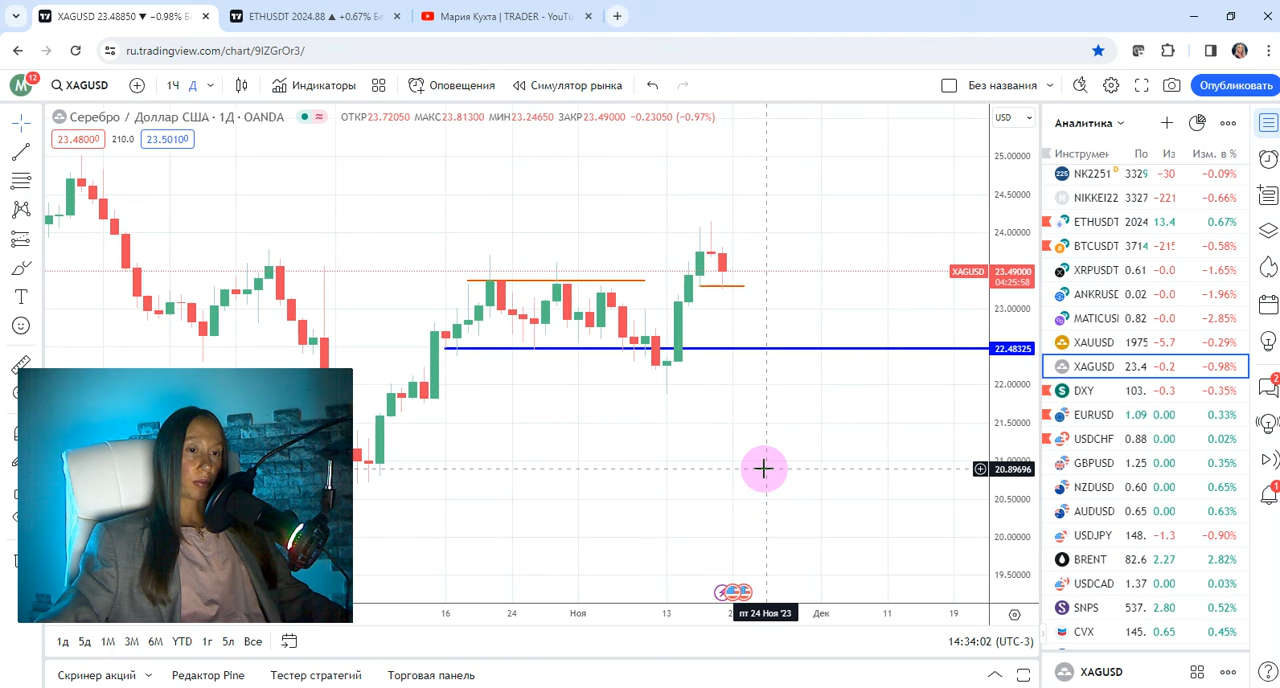 XAGUSD 23.48850 ▼ −0.98% Бе
ETHUSDT 2024.88 ▲ +0.67% Бе
Мария Кухта | TRADER - YouTu
ru.tradingview.com/chart/9IZGrOr3/
M
12
XAGUSD
1Ч
Д
Индикаторы
Оповещения
Симулятор рынка
Без названия
Опубликовать
Серебро / Доллар США · 1Д · OANDA
ОТКР23.72050 МАКС23.81300 МИН23.24650 ЗАКР23.49000 −0.23050 (−0.97%)
23.48000
210.0
23.50100
USD
25.00000
24.50000
24.00000
XAGUSD
23.49000
04:25:58
23.00000
22.48325
22.00000
21.50000
21.00000
20.89696
20.50000
20.00000
19.50000
16
24
Ноя
13
пт 24 Ноя '23
Дек
11
19
1д
5д
1М
3М
6М
YTD
1г
5л
Все
14:34:02 (UTC-3)
Скринер акций
Редактор Pine
Тестер страте
Торговая панель
Аналитика
Инструмен По Из Изм. в %
NK2251 D 3329 −30 −0.09%
NIKKEI22 3327 −221 −0.66%
ETHUSDT 2024 13.4 0.67%
BTCUSDT 3714 −215 −0.58%
XRPUSDT 0.61 −0.0 −1.65%
ANKRUS 0.02 −0.0 −1.96%
MATICUSI 0.82 −0.0 −2.85%
XAU 1975 −5.7 −0.29%
XAGUSD 23.4 −0.2 −0.98%
DXY 103. −0.3 −0.35%
EURUSD 1.09 0.00 0.33%
USDCHF 0.88 0.00 0.02%
GBPUSD 1.25 0.00 0.35%
NZDUSD 0.60 0.00 0.65%
AUDUSD 0.65 0.00 0.63%
USDJPY 148. −1.3 −0.90%
BRENT 82.6 2.27 2.82%
USDCAD 1.37 0.00 0.03%
SNP3 537. 2.80 0.52%
CVX 145. 0.65 0.45%
XAGUSD
2
1